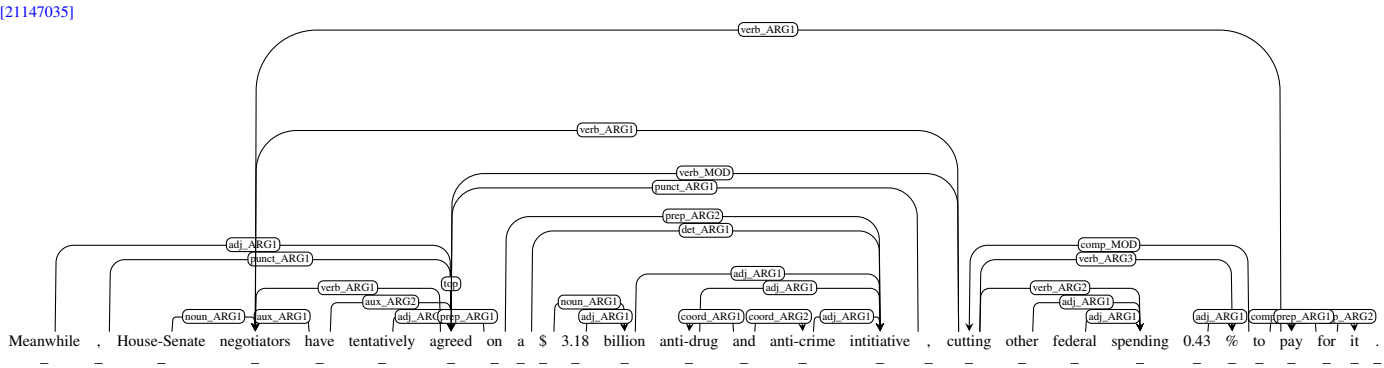 [21147035]
verb_ARG1
verb_ARG1
verb_MOD
punct_ARG1
prep_ARG2
det_ARG1
adj_ARG1 comp_MOD
punct_ARG1 verb_ARG3
adj_ARG1
top
verb_ARG1 adj_ARG1 verb_ARG2
aux_ARG2 noun_ARG1 adj_ARG1
noun_ARG1 aux_ARG1 prep_ARG1 adj_ARG1 coord_ARG1 coord_ARG2 adj_ARG1 adj_ARG1 adj_ARG1 prep_ARG1
Meanwhile , House-Senate negotiators have tentatively agreed on a $ 3.18 billion anti-drug and anti-crime intitiative , cutting other federal spending 0.43 % to pay for it .
_ _ _ _ _ _ _ _ _ _ _ _ _ _ _ _ _ _ _ _ _ _ _ _ _ _ _ _